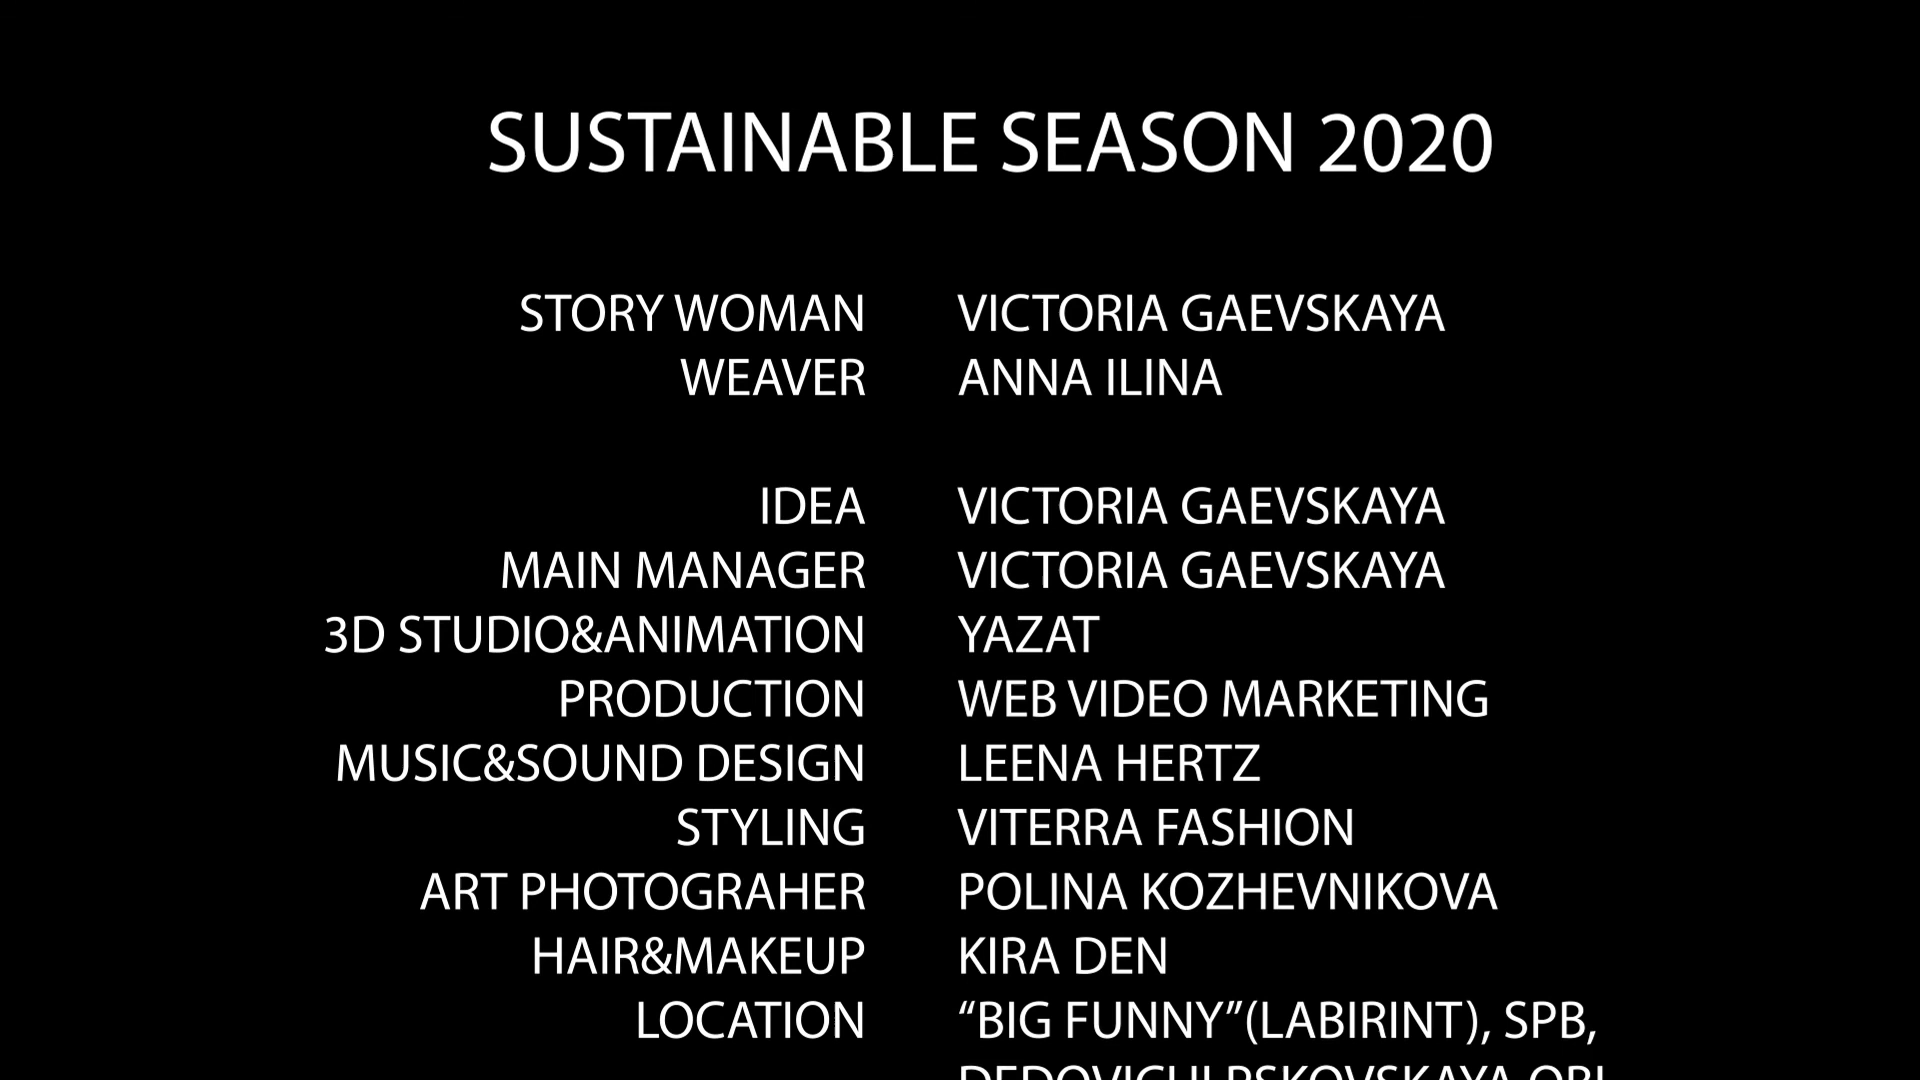 SUSTAINABLE SEASON 2020
STORY WOMAN VICTORIA GAEVSKAYA
WEAVER ANNA ILINA
IDEA VICTORIA GAEVSKAYA
MAIN MANAGER VICTORIA GAEVSKAYA
3D STUDIO&ANIMATION YAZAT
PRODUCTION WEB VIDEO MARKETING
MUSIC&SOUND DESIGN LEENA HERTZ
STYLING VITERRA FASHION
ART PHOTOGRAHER POLINA KOZHEVNIKOVA
HAIR&MAKEUP KIRA DEN
LOCATION “BIG FUNNY”(LABIRINT), SPB,